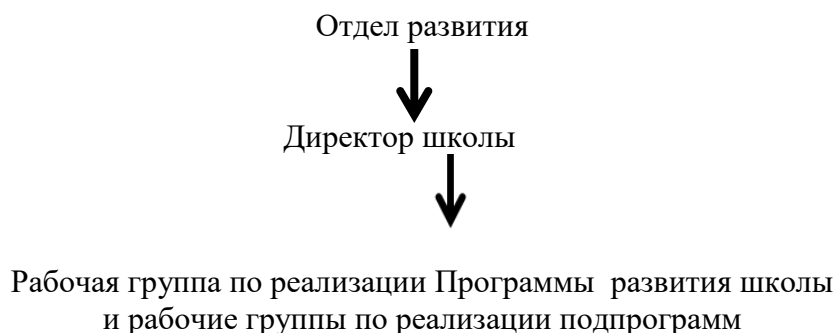 Отдел развития
Директор школы
Рабочая группа по реализации Программы развития школы
и рабочие группы по реализации подпрограмм